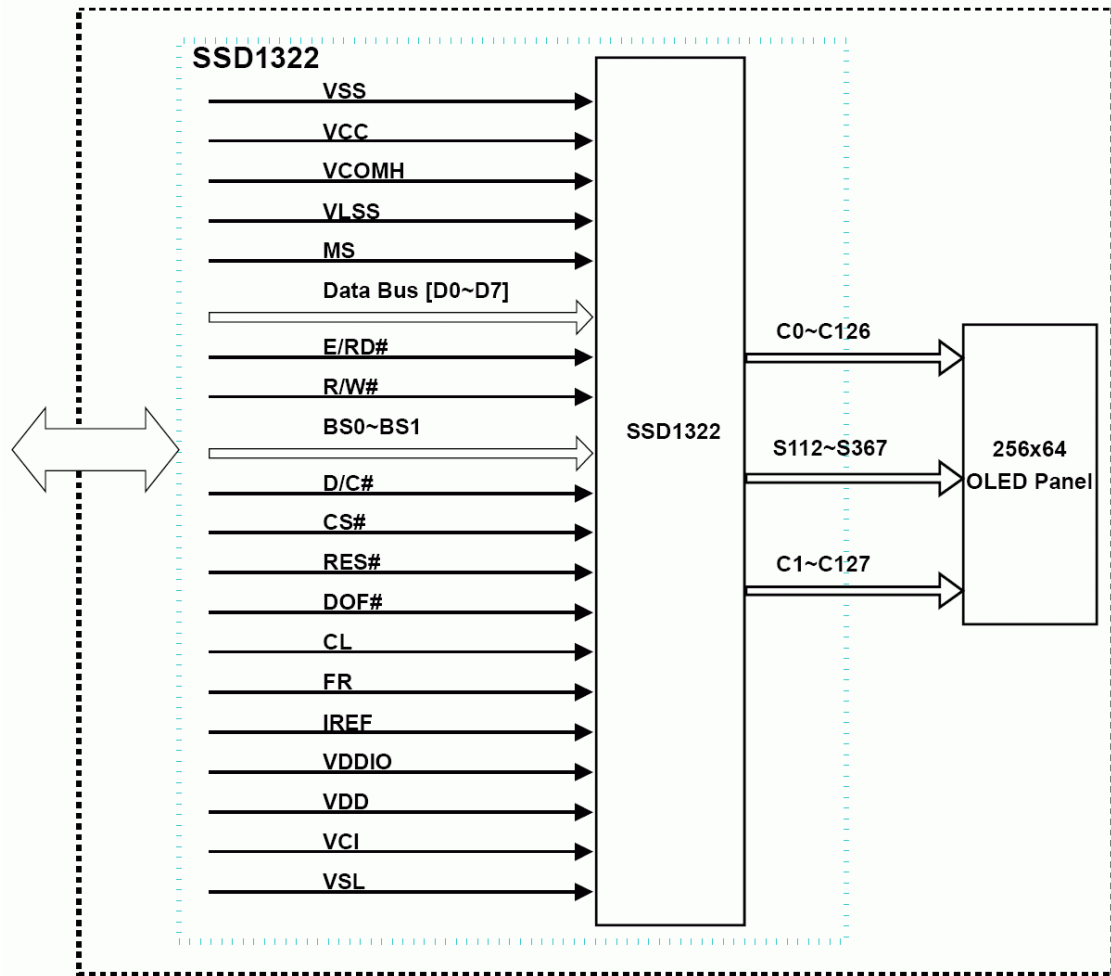 SSD1322
VSS
VCC
VCOMH
VLSS
MS
Data Bus [D0~D7]
E/RD#
R/W#
BS0~BS1
D/C#
CS#
RES#
DOF#
CL
FR
IREF
VDDIO
VDD
VCI
VSL
SSD1322
C0~C126
S112~S367
C1~C127
256x64
OLED Panel